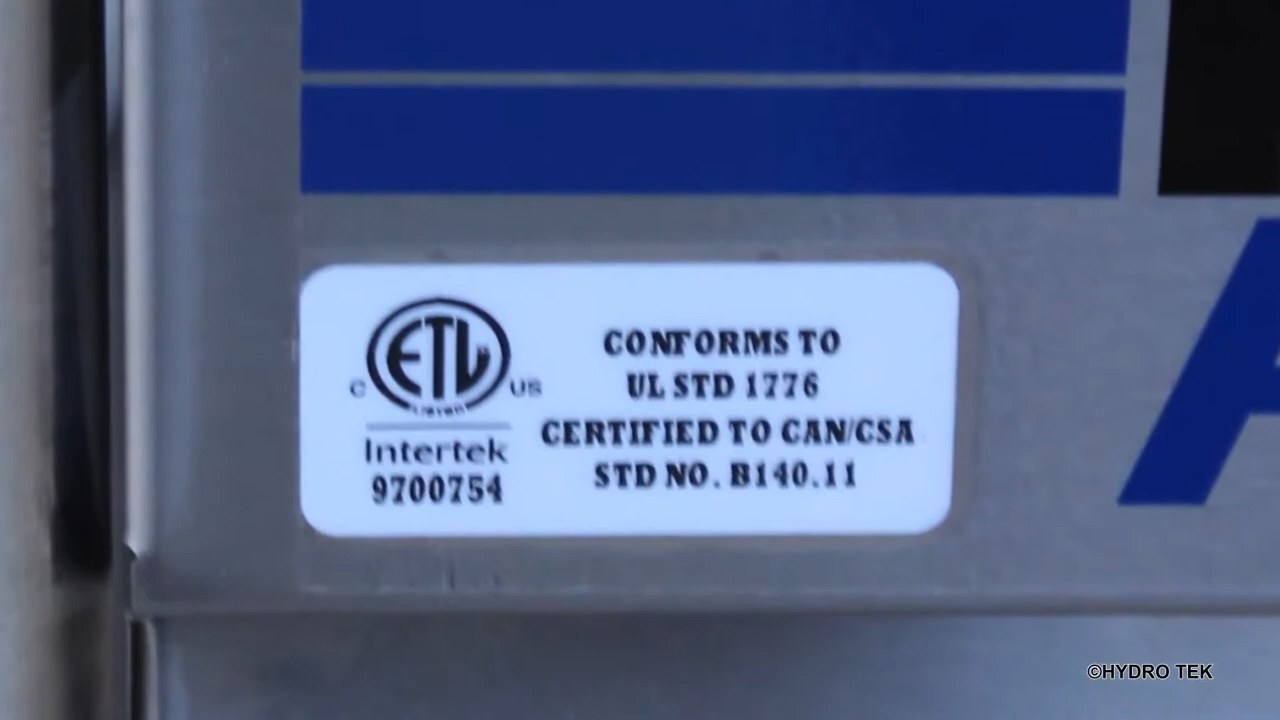 ETL
LISTED
C US
Intertek
9700754
CONFORMS TO
UL STD 1776
CERTIFIED TO CAN/CSA
STD NO. B140.11
©HYDRO TEK